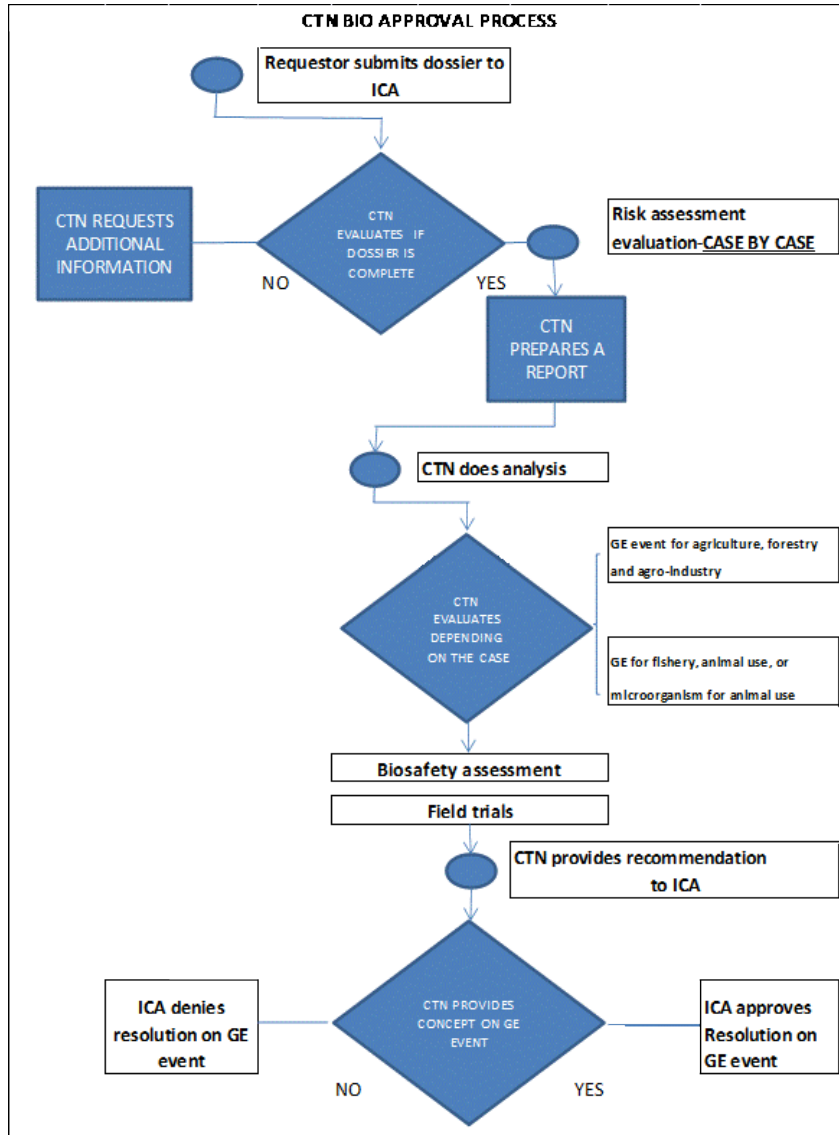 CTN BIO APPROVAL PROCESS
Requestor submits dossier to
ICA
CTN REQUESTS
ADDITIONAL
INFORMATION
CTN
EVALUATES IF
DOSSIER IS
COMPLETE
NO
YES
Risk assessment
evaluation-CASE BY CASE
CTN
PREPARES A
REPORT
CTN does analysis
CTN
EVALUATES
DEPENDING
ON THE CASE
GE event for agriculture, forestry
and agro-industry
GE for fishery, animal use, or
microorganism for animal use
Biosafety assessment
Field trials
CTN provides recommendation
to ICA
ICA denies
resolution on GE
event
CTN PROVIDES
CONCEPT ON GE
EVENT
ICA approves
Resolution on
GE event
NO
YES